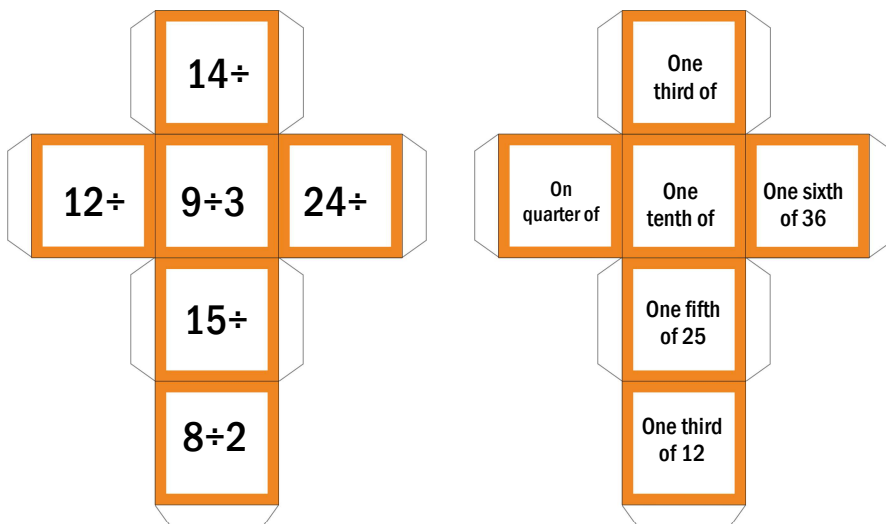 14÷
12÷
9÷3
24÷
15÷
8÷2
One
third of
On
quarter of
One
tenth of
One sixth
of 36
One fifth
of 25
One third
of 12